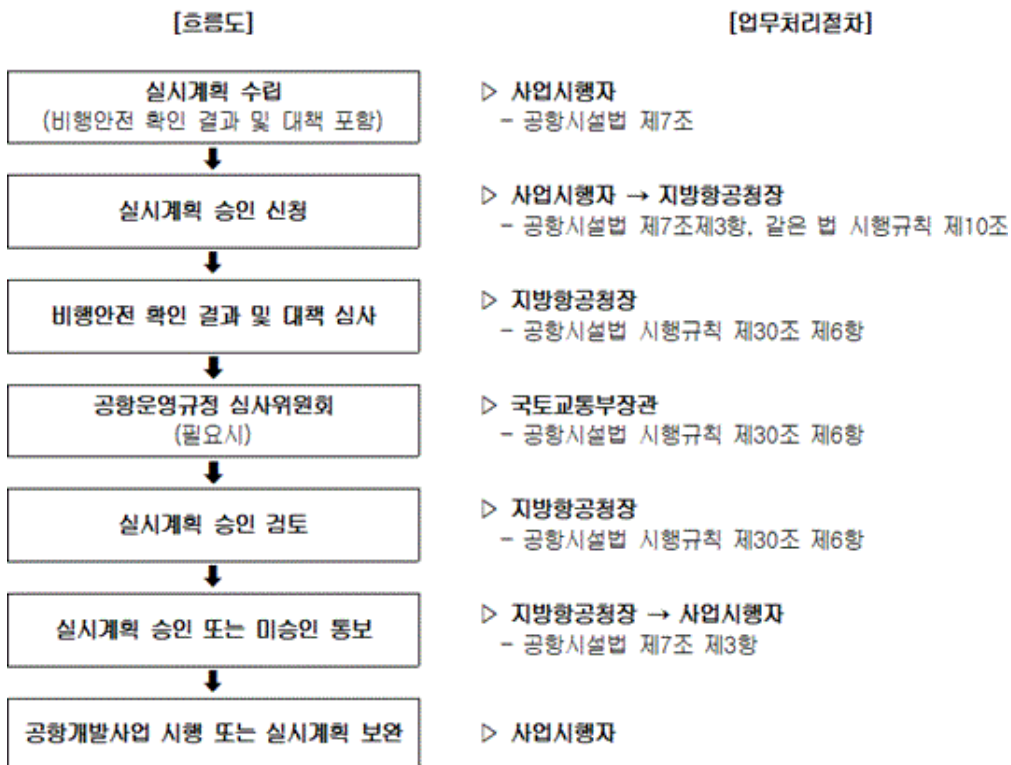 [흐름도]
[업무처리절차]
실시계획 수립
(비행안전 확인 결과 및 대책 포함)
▷ 사업시행자
- 공항시설법 제7조
실시계획 승인 신청
▷ 사업시행자 → 지방항공청장
- 공항시설법 제7조제3항, 같은 법 시행규칙 제10조
비행안전 확인 결과 및 대책 심사
▷ 지방항공청장
- 공항시설법 시행규칙 제30조 제6항
공항운영규정 심사위원회
(필요시)
▷ 국토교통부장관
- 공항시설법 시행규칙 제30조 제6항
실시계획 승인 검토
▷ 지방항공청장
- 공항시설법 시행규칙 제30조 제6항
실시계획 승인 또는 미승인 통보
▷ 지방항공청장 → 사업시행자
- 공항시설법 제7조 제3항
공항개발사업 시행 또는 실시계획 보완
▷ 사업시행자